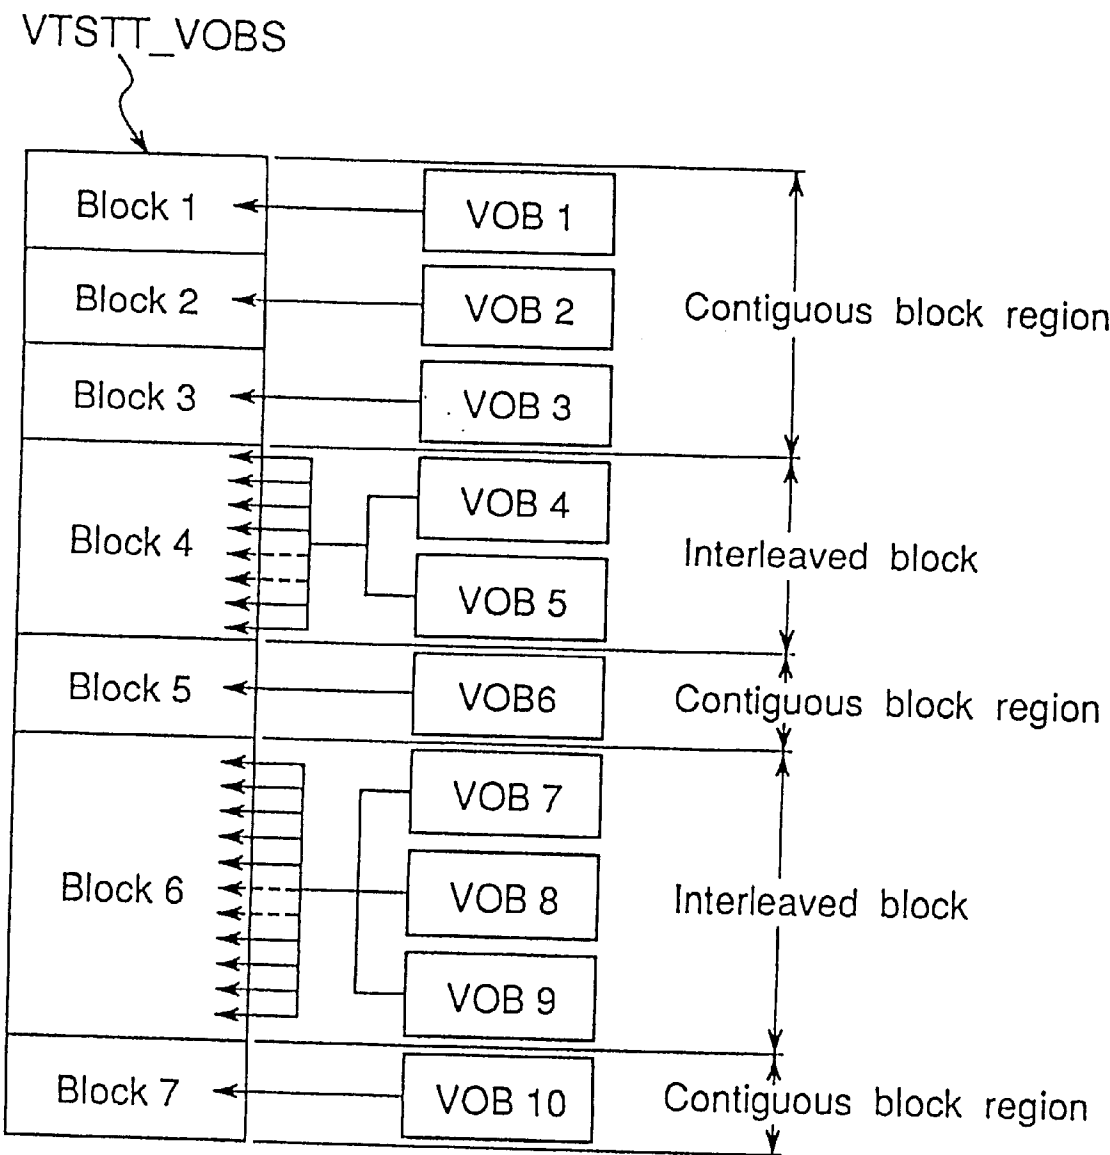 VTSTT_VOBS
Block 1
VOB 1
Block 2
VOB 2
Contiguous block region
Block 3
VOB 3
VOB 4
Block 4
Interleaved block
VOB 5
Block 5
VOB6
Contiguous block region
VOB 7
Block 6
VOB 8
Interleaved block
VOB 9
Block 7
VOB 10
Contiguous block region